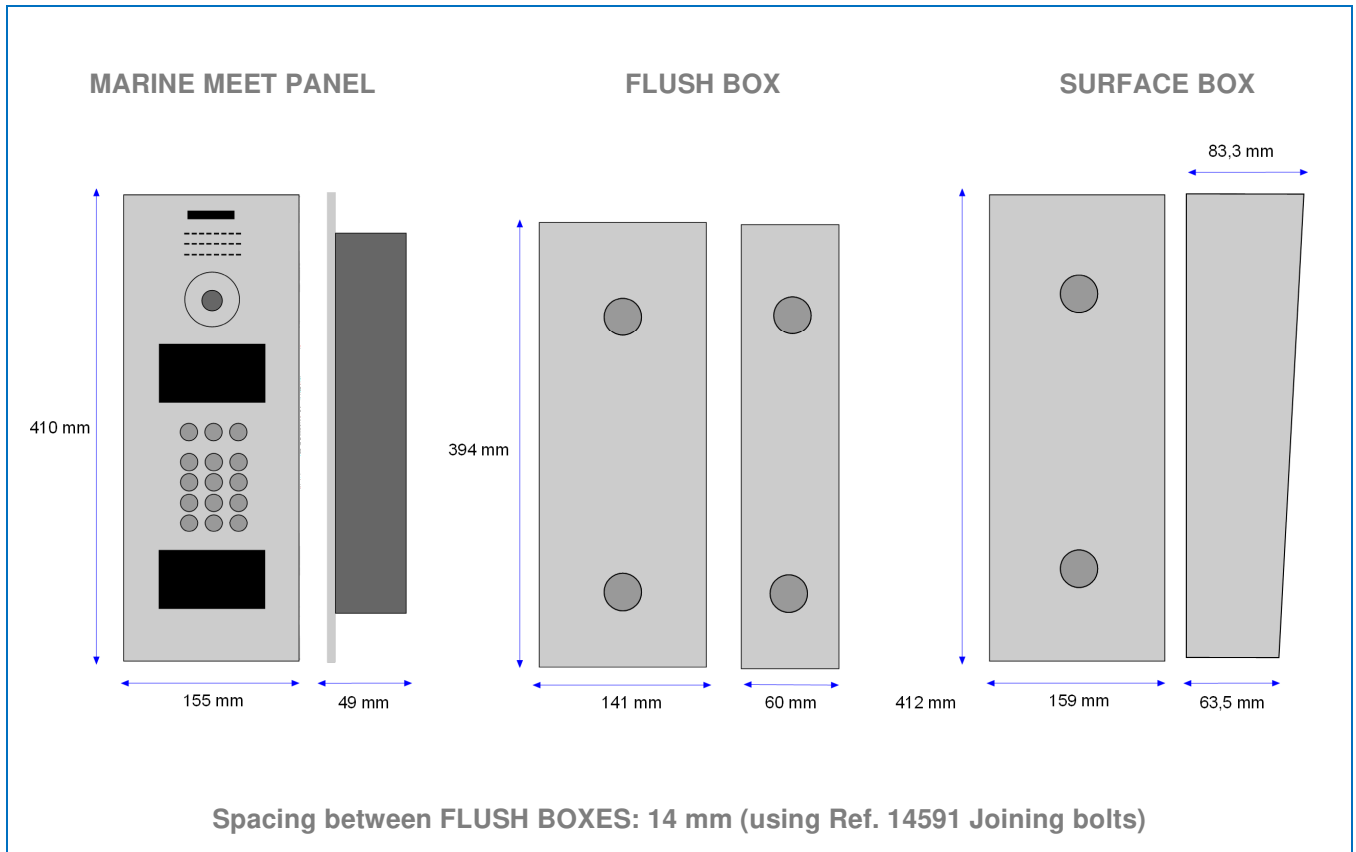 MARINE MEET PANEL
FLUSH BOX
SURFACE BOX
83,3 mm
410 mm
394 mm
155 mm
49 mm
141 mm
60 mm
412 mm
159 mm
63,5 mm
Spacing between FLUSH BOXES: 14 mm (using Ref. 14591 Joining bolts)